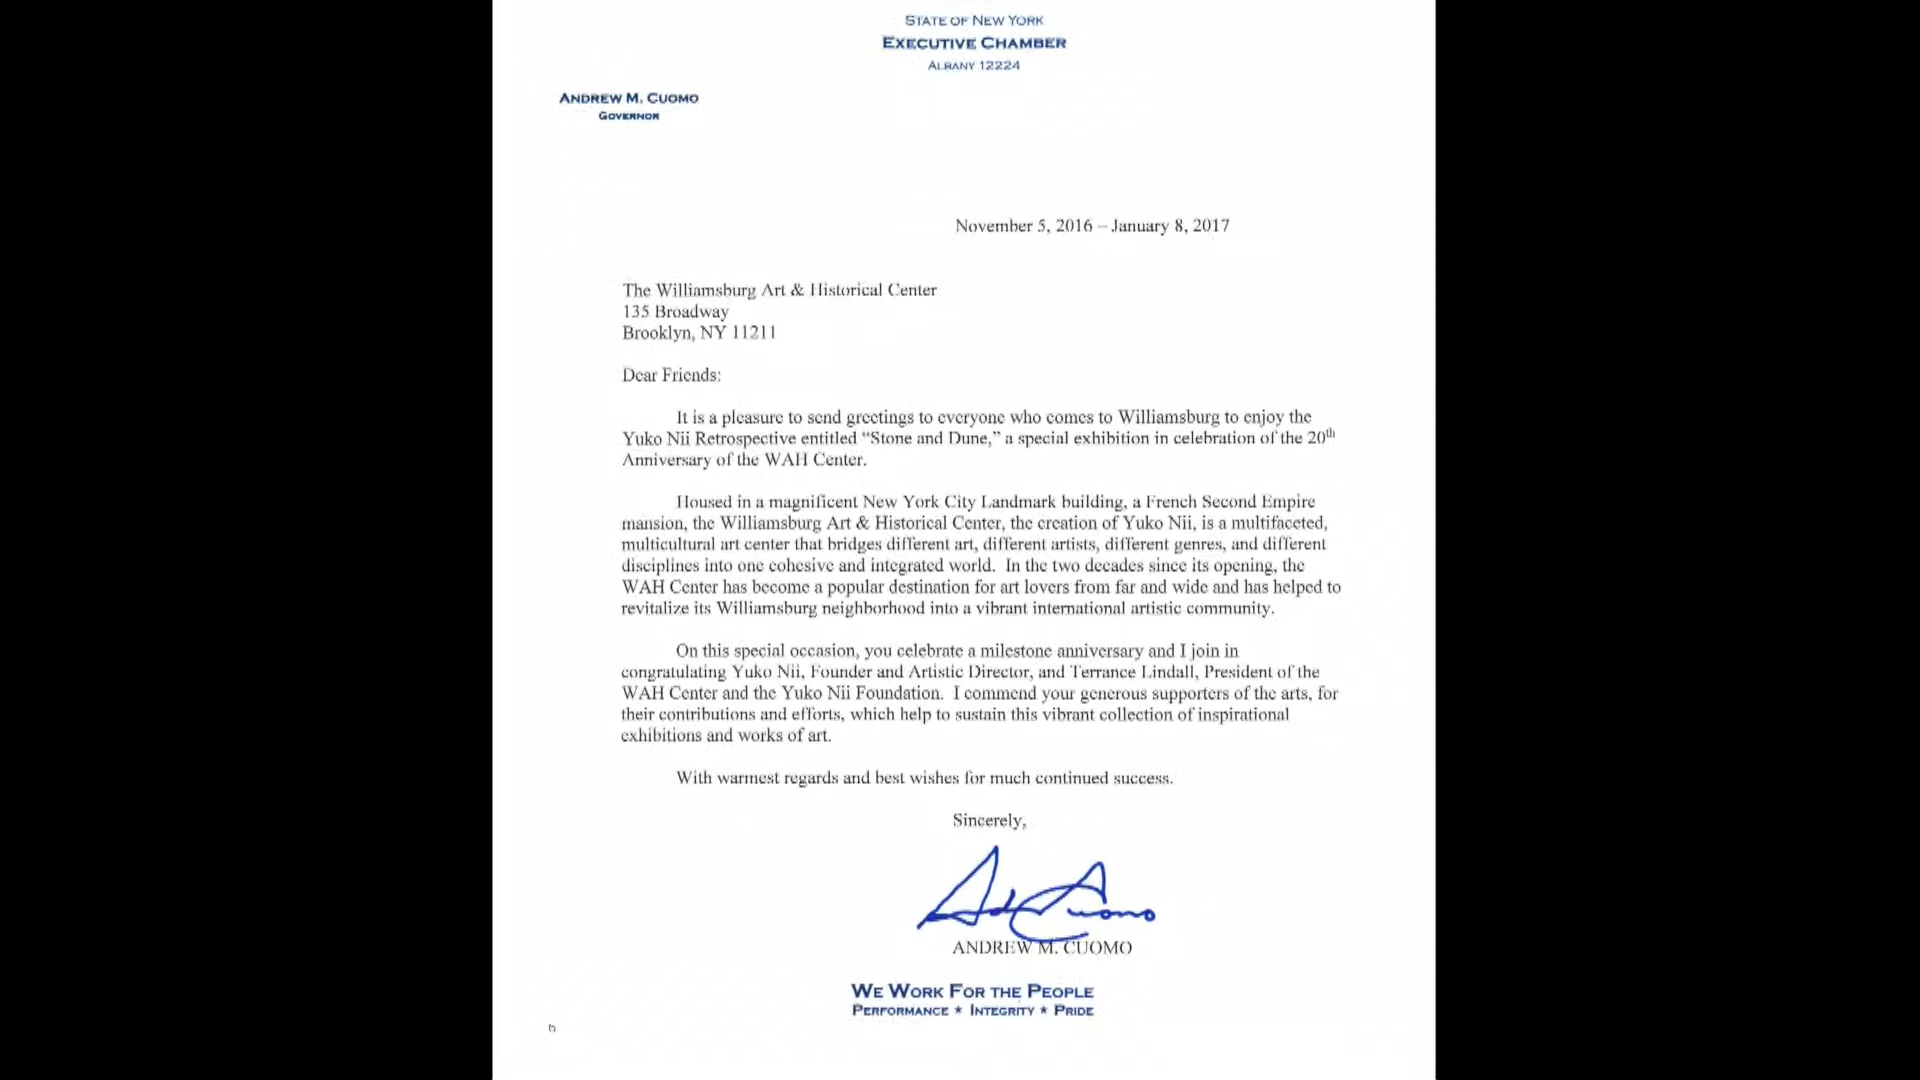 STATE OF NEW YORK
EXECUTIVE CHAMBER
ALBANY 12224
ANDREW M. CUOMO
GOVERNOR
November 5, 2016 – January 8, 2017
The Williamsburg Art & Historical Center
135 Broadway
Brooklyn, NY 11211
Dear Friends:
It is a pleasure to send greetings to everyone who comes to Williamsburg to enjoy the
Yuko Nii Retrospective entitled “Stone and Dune,” a special exhibition in celebration of the 20th
Anniversary of the WAH Center.
Housed in a magnificent New York City Landmark building, a French Second Empire
mansion, the Williamsburg Art & Historical Center, the creation of Yuko Nii, is a multifaceted,
multicultural art center that bridges different art, different artists, different genres, and different
disciplines into one cohesive and integrated world. In the two decades since its opening, the
WAH Center has become a popular destination for art lovers from far and wide and has helped to
revitalize its Williamsburg neighborhood into a vibrant international artistic community.
On this special occasion, you celebrate a milestone anniversary and I join in
congratulating Yuko Nii, Founder and Artistic Director, and Terrance Lindall, President of the
WAH Center and the Yuko Nii Foundation. I commend your generous supporters of the arts, for
their contributions and efforts, which help to sustain this vibrant collection of inspirational
exhibitions and works of art.
With warmest regards and best wishes for much continued success.
Sincerely,
ANDREW M. CUOMO
WE WORK FOR THE PEOPLE
PERFORMANCE ★ INTEGRITY ★ PRIDE